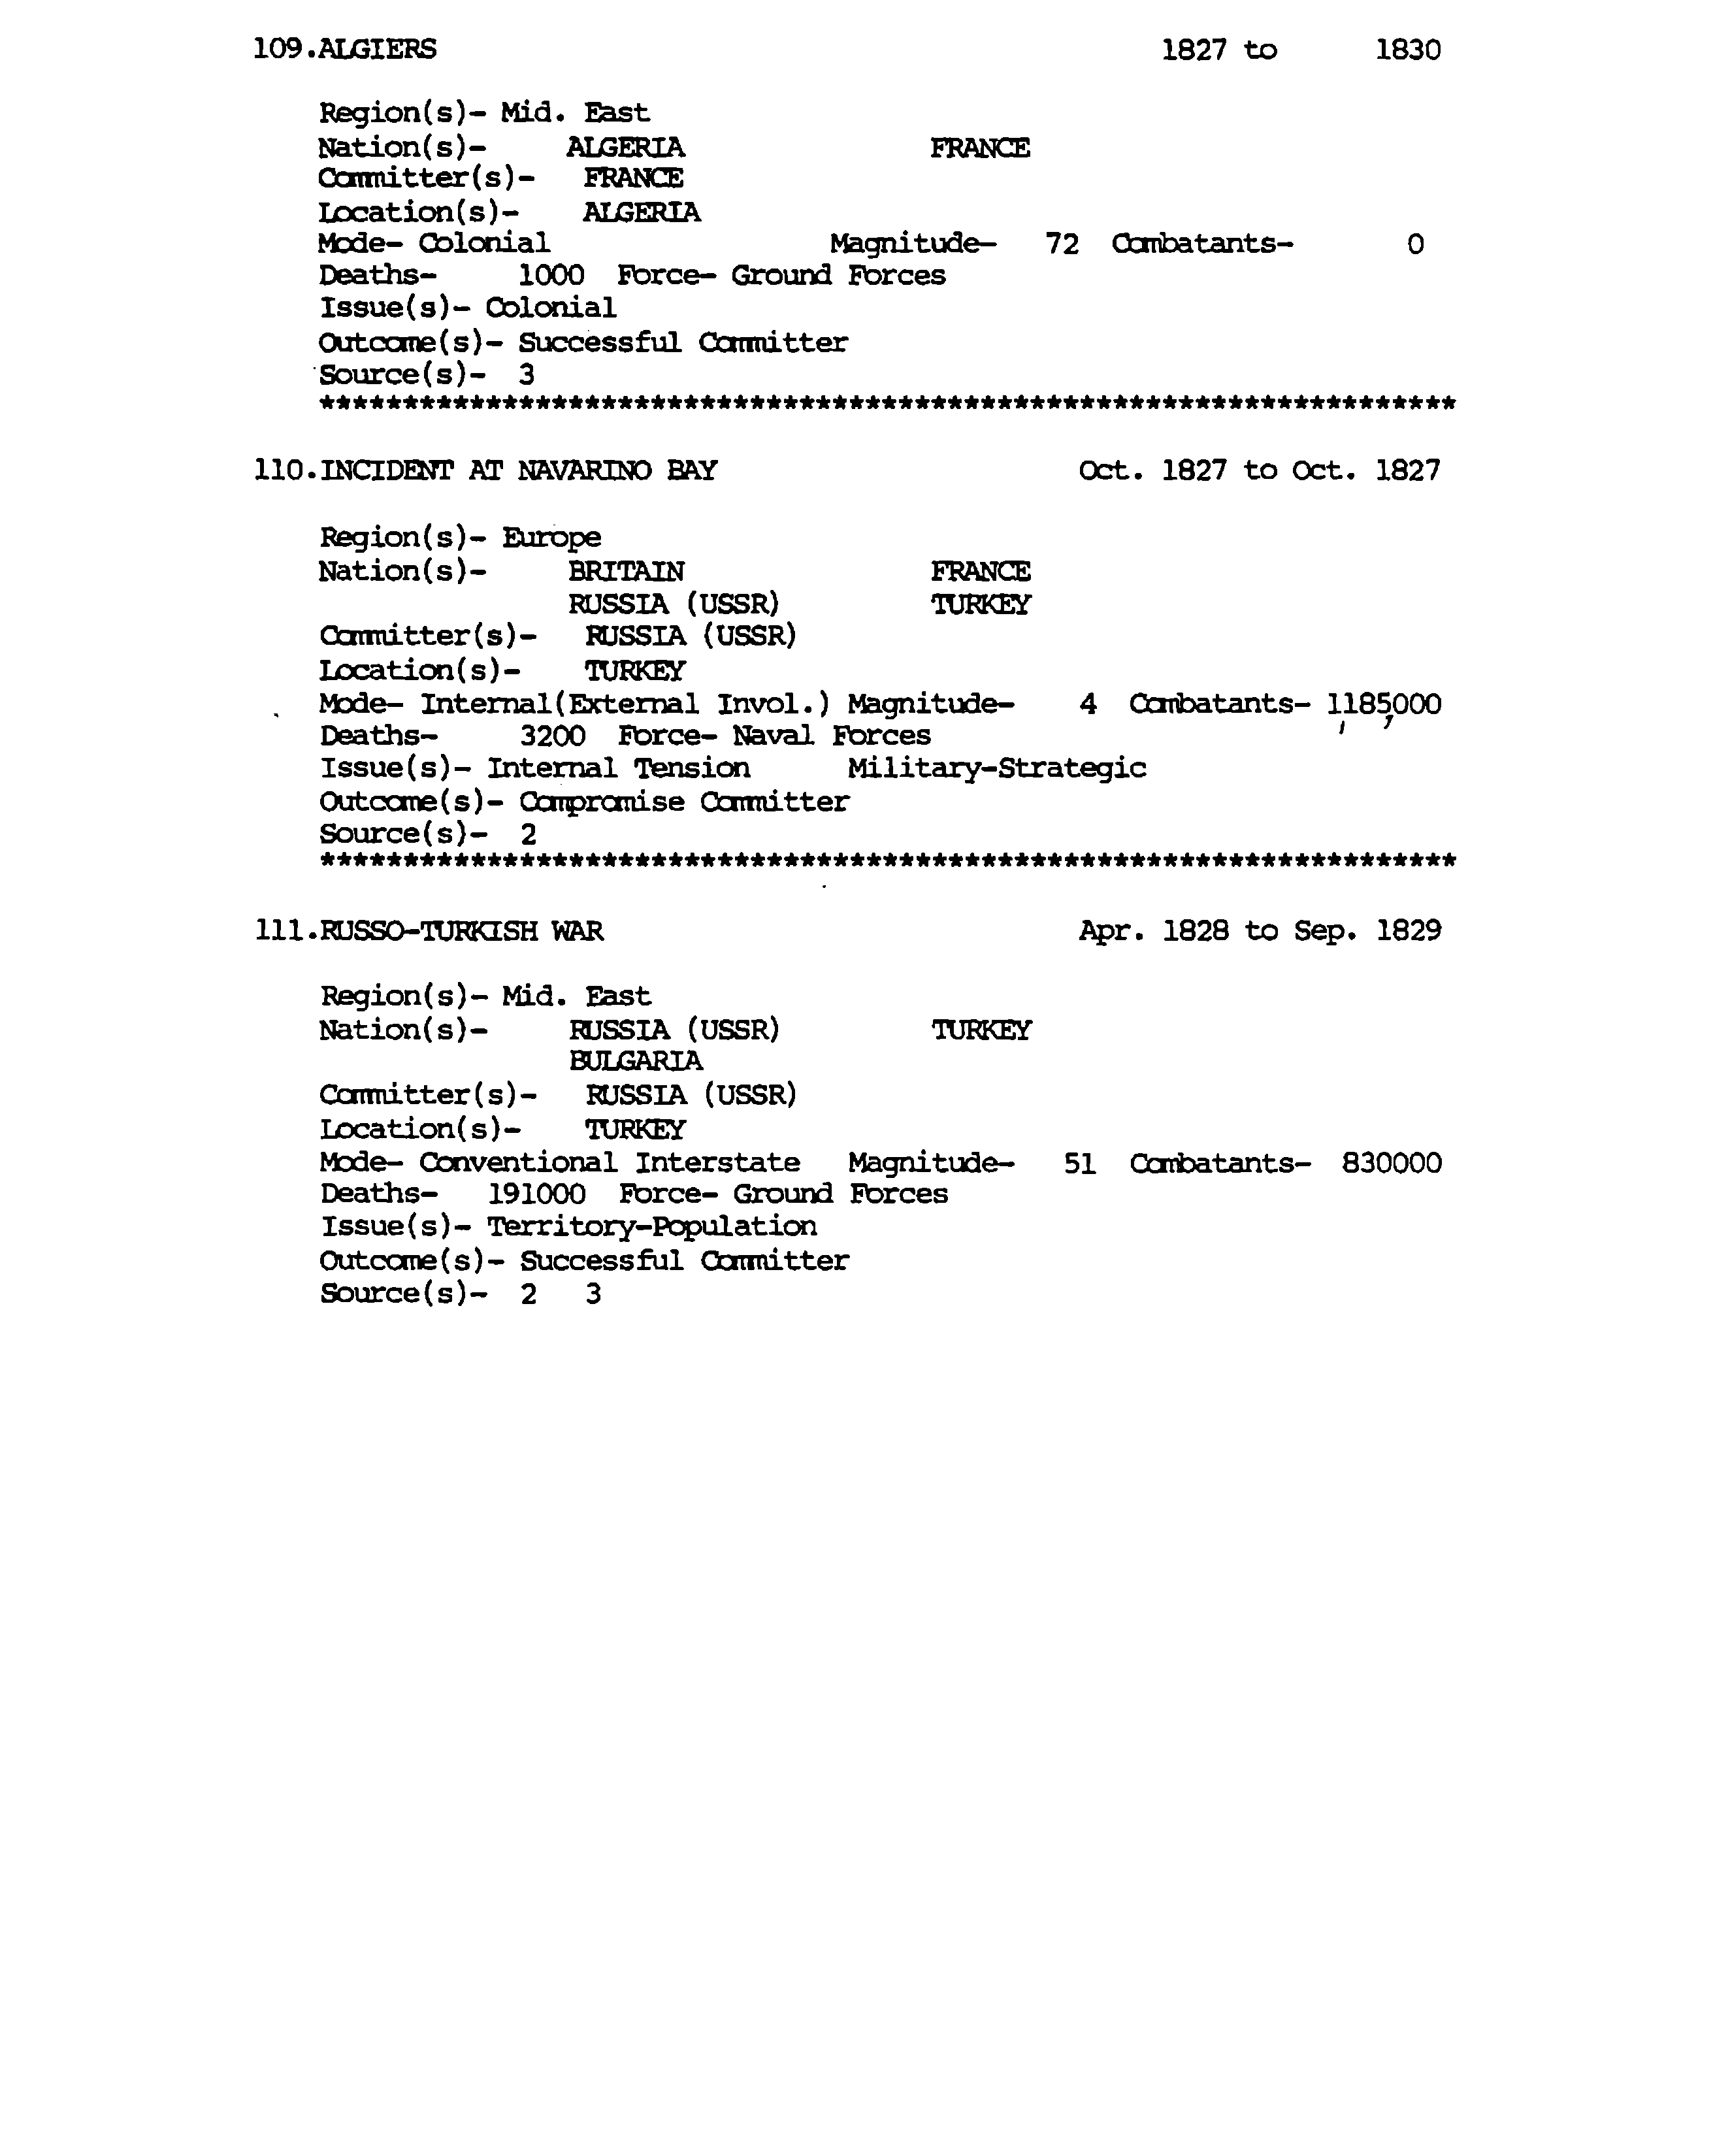 109.ALGIERS 1827 to 1830
Region(s)- Mid. East
Nation(s)- ALGERIA FRANCE
Committer(s)- FRANCE
Location(s)- ALGERIA
Mode- Colonial Magnitude- 72 Combatants- 0
Deaths- 1000 Force- Ground Forces
Issue(s)- Colonial
Outcome(s)- Successful Committer
Source(s)- 3
*********************************************************************
110.INCIDENT AT NAVARINO BAY Oct. 1827 to Oct. 1827
Region(s)- Europe
Nation(s)- BRITAIN FRANCE
RUSSIA (USSR) TURKEY
Committer(s)- RUSSIA (USSR)
Location(s)- TURKEY
Mode- Internal(External Invol.) Magnitude- 4 Combatants- 1185000
Deaths- 3200 Force- Naval Forces
Issue(s)- Internal Tension Military-Strategic
Outcome(s)- Compromise Committer
Source(s)- 2
*********************************************************************
111.RUSSO-TURKISH WAR Apr. 1828 to Sep. 1829
Region(s)- Mid. East
Nation(s)- RUSSIA (USSR) TURKEY
BULGARIA
Committer(s)- RUSSIA (USSR)
Location(s)- TURKEY
Mode- Conventional Interstate Magnitude- 51 Combatants- 830000
Deaths- 191000 Force- Ground Forces
Issue(s)- Territory-Population
Outcome(s)- Successful Committer
Source(s)- 2 3